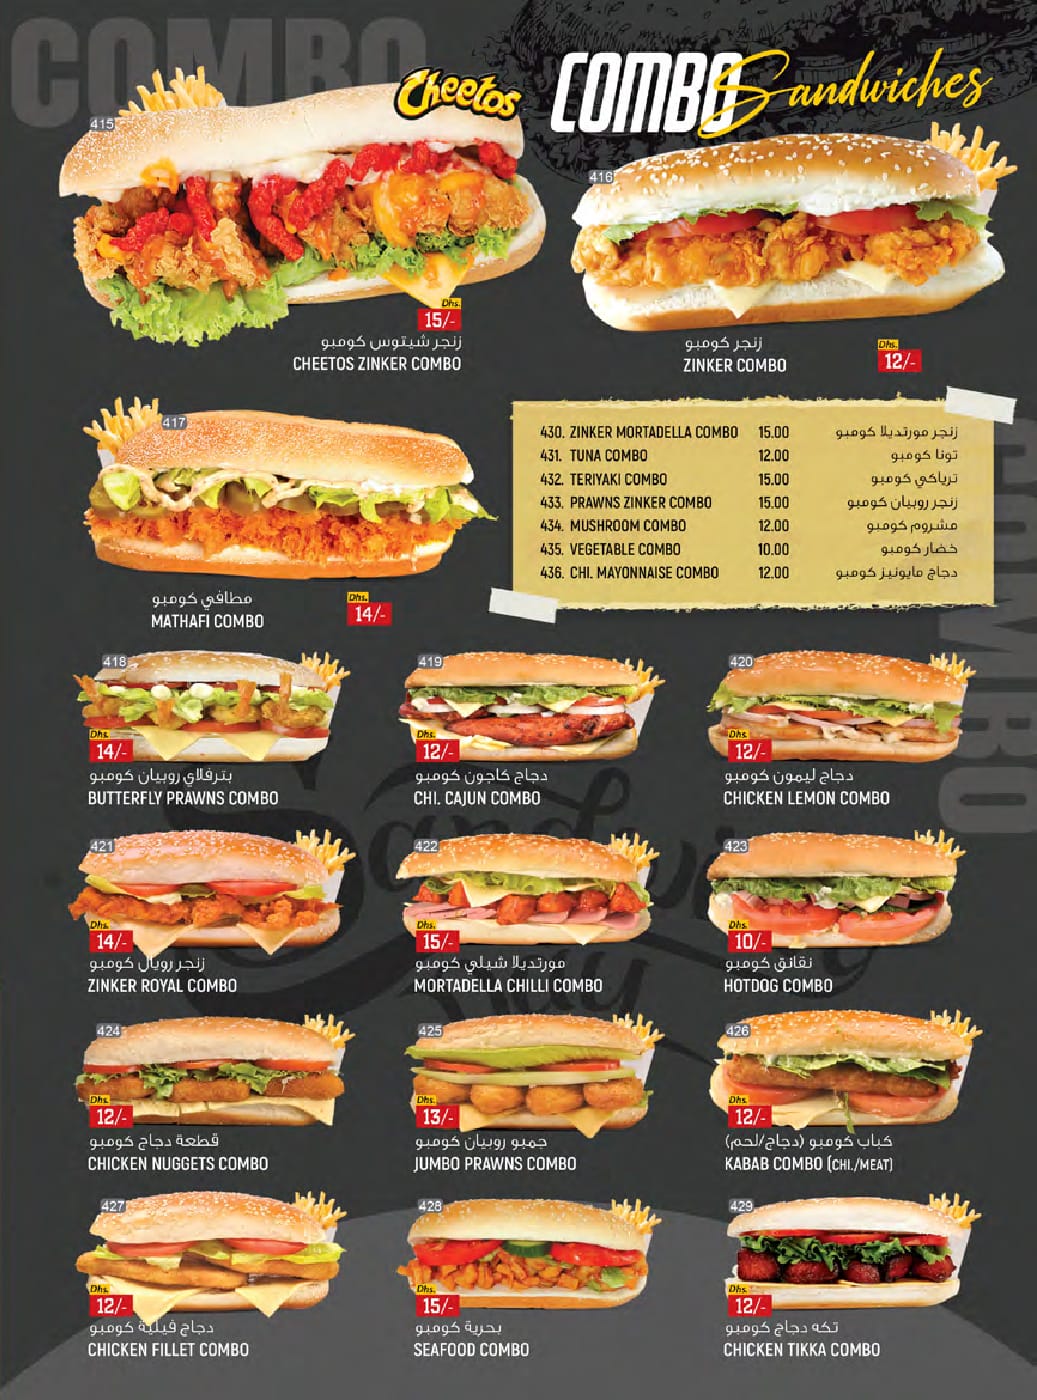 COMBO
Cheetos
COMBO Sandwiches
415
Dhs.
15/-
زنجر شيتوس كومبو
CHEETOS ZINKER COMBO
416
زنجر كومبو
ZINKER COMBO
Dhs.
12/-
417
مطافي كومبو
MATHAFI COMBO
Dhs.
14/-
430. ZINKER MORTADELLA COMBO 15.00 زنجر مورتديلا كومبو
431. TUNA COMBO 12.00 تونا كومبو
432. TERIYAKI COMBO 15.00 ترياكي كومبو
433. PRAWNS ZINKER COMBO 15.00 زنجر روبيان كومبو
434. MUSHROOM COMBO 12.00 مشروم كومبو
435. VEGETABLE COMBO 10.00 خضار كومبو
436. CHI. MAYONNAISE COMBO 12.00 دجاج مايونيز كومبو
COMBO
418
Dhs.
14/-
بترفلاي روبيان كومبو
BUTTERFLY PRAWNS COMBO
419
Dhs.
12/-
دجاج كاجون كومبو
CHI. CAJUN COMBO
420
Dhs.
12/-
دجاج ليمون كومبو
CHICKEN LEMON COMBO
421
Dhs.
14/-
زنجر رويال كومبو
ZINKER ROYAL COMBO
422
Dhs.
15/-
مورتديلا شيلي كومبو
MORTADELLA CHILLI COMBO
423
Dhs.
10/-
نقانق كومبو
HOTDOG COMBO
424
Dhs.
12/-
قطعة دجاج كومبو
CHICKEN NUGGETS COMBO
425
Dhs.
13/-
جمبو روبيان كومبو
JUMBO PRAWNS COMBO
426
Dhs.
12/-
كباب كومبو (دجاج/لحم)
KABAB COMBO (CHI./MEAT)
427
Dhs.
12/-
دجاج فيليه كومبو
CHICKEN FILLET COMBO
428
Dhs.
15/-
بحرية كومبو
SEAFOOD COMBO
429
Dhs.
12/-
تكه دجاج كومبو
CHICKEN TIKKA COMBO